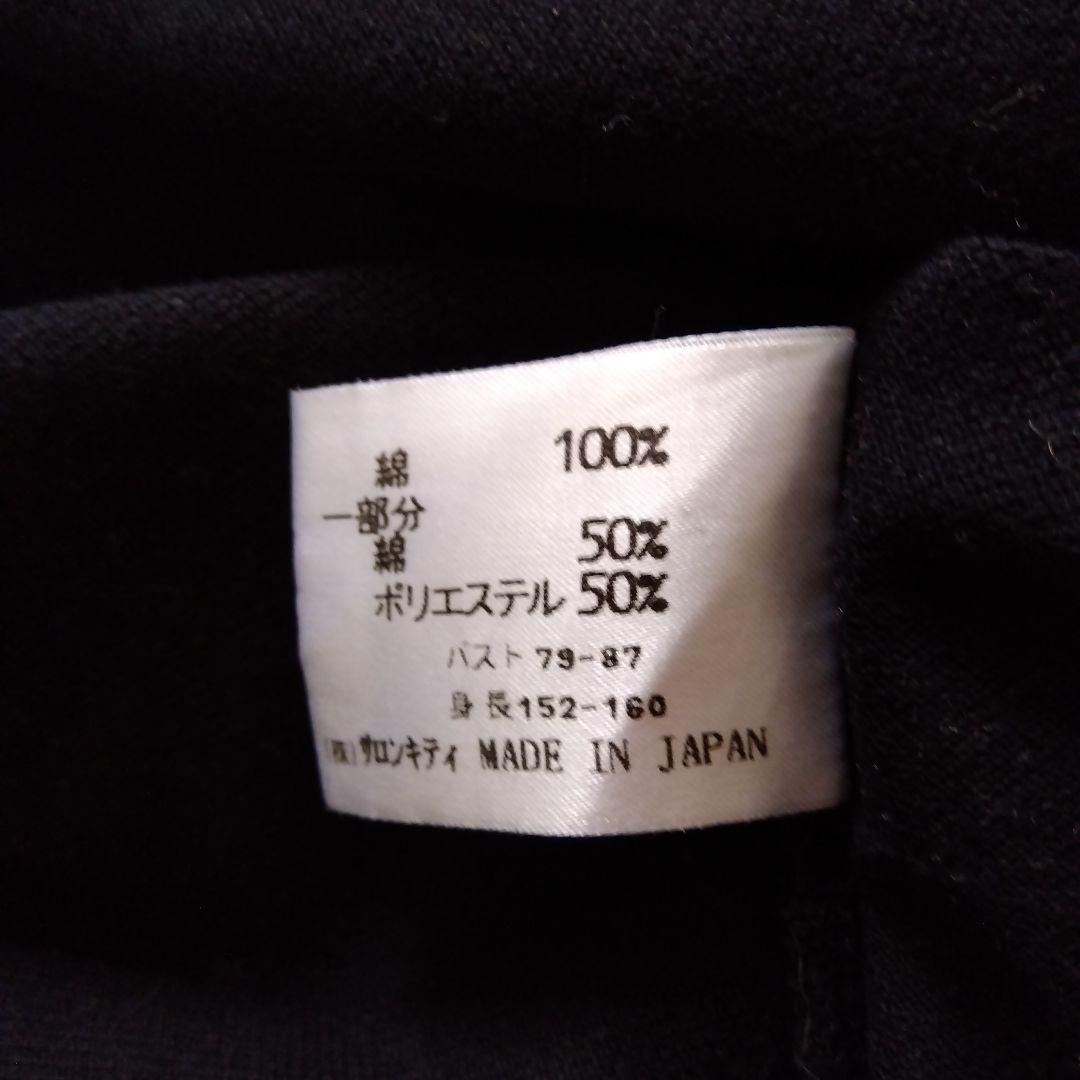 綿 100%
一部分
綿 50%
ポリエステル 50%
バスト 79-87
身長152-160
(株)サロンキティ MADE IN JAPAN